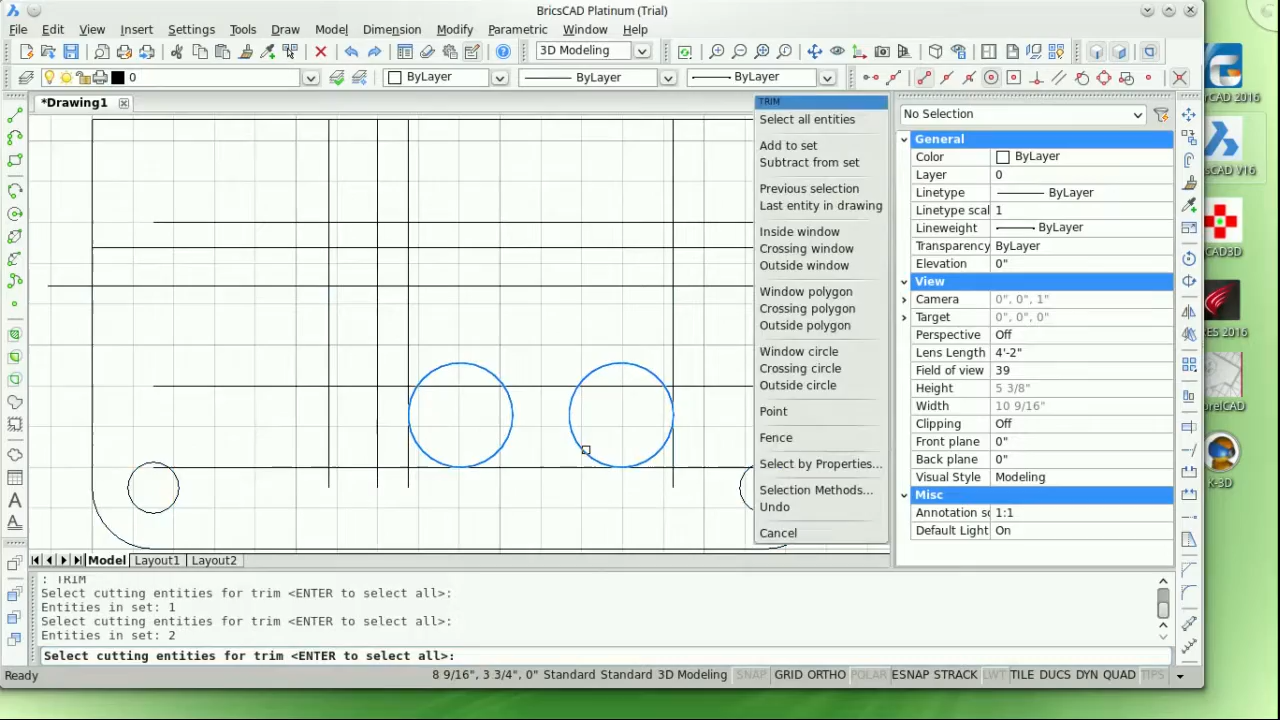 BricsCAD Platinum (Trial)
File Edit View Insert Settings Tools Draw Model Dimension Modify Parametric Window Help
3D Modeling
0 ByLayer ByLayer ByLayer
*Drawing1
TRIM
Select all entities
Add to set
Subtract from set
Previous selection
Last entity in drawing
Inside window
Crossing window
Outside window
Window polygon
Crossing polygon
Outside polygon
Window circle
Crossing circle
Outside circle
Point
Fence
Select by Properties...
Selection Methods...
Undo
Cancel
No Selection
General
Color ByLayer
Layer 0
Linetype ByLayer
Linetype scal 1
Lineweight ByLayer
Transparency ByLayer
Elevation 0"
View
Camera 0", 0", 1"
Target 0", 0", 0"
Perspective Off
Lens Length 4'-2"
Field of view 39
Height 5 3/8"
Width 10 9/16"
Clipping Off
Front plane 0"
Back plane 0"
Visual Style Modeling
Misc
Annotation sc 1:1
Default Light On
Model Layout1 Layout2
: TRIM
Select cutting entities for trim <ENTER to select all>:
Entities in set: 1
Select cutting entities for trim <ENTER to select all>:
Entities in set: 2
Select cutting entities for trim <ENTER to select all>:
Ready 8 9/16", 3 3/4", 0" Standard Standard 3D Modeling SNAP GRID ORTHO POLAR ESNAP STRACK LWT TILE DUCS DYN QUAD TIPS
CAD 2016
sCAD V16
CAD3D
RES 2016
urelCAD
K-3D